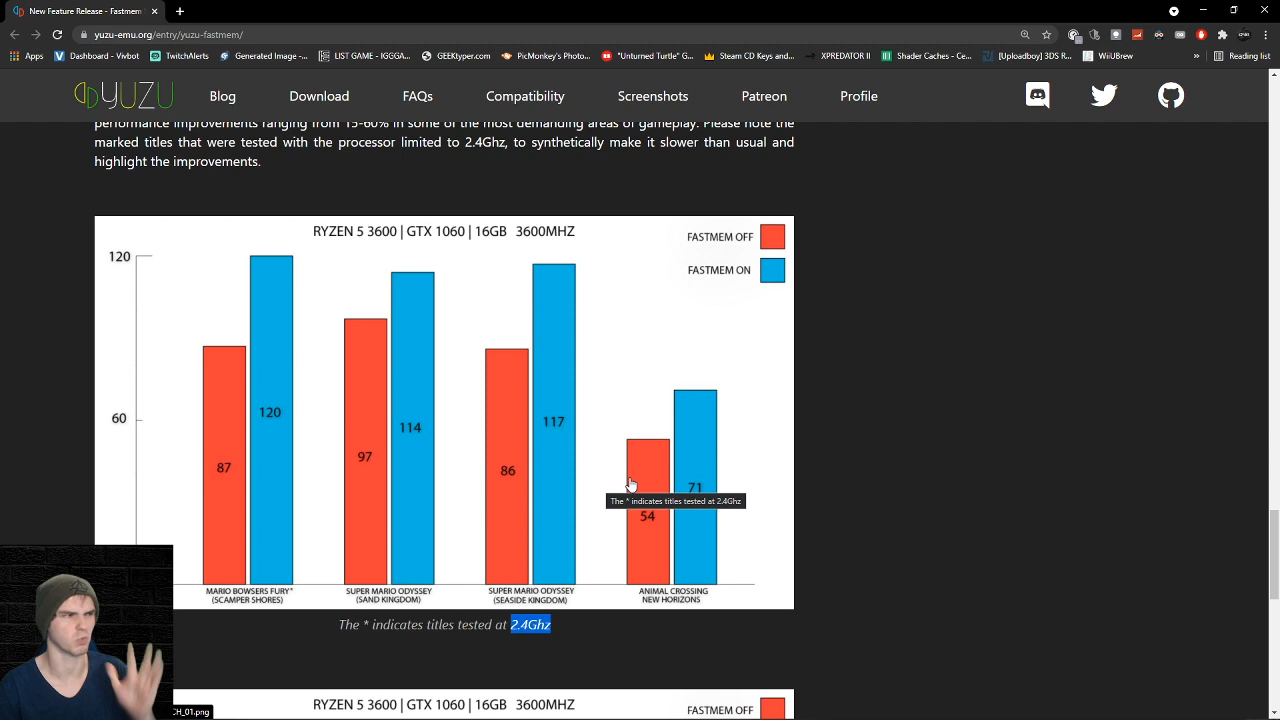 New Feature Release - Fastmem
yuzu-emu.org/entry/yuzu-fastmem/
Apps
Dashboard - Vivbot
TwitchAlerts
Generated Image -...
LIST GAME - IGGGA...
GEEKtyper.com
PicMonkey's Photo...
"Unturned Turtle" G...
Steam CD Keys and...
XPREDATOR II
Shader Caches - Ce...
[Uploadboy]3DS R...
WiiUBrew
»
Reading list
YUZU
Blog
Download
FAQs
Compatibility
Screenshots
Patreon
Profile
performance improvements ranging from 15-60% in some of the most demanding areas of gameplay. Please note the
marked titles that were tested with the processor limited to 2.4Ghz, to synthetically make it slower than usual and
highlight the improvements.
RYZEN 5 3600 | GTX 1060 | 16GB 3600MHZ
FASTMEM OFF
FASTMEM ON
120
60
87
120
97
114
86
117
54
71
The * indicates titles tested at 2.4Ghz
MARIO BOWSERS FURY*
(SCAMPER SHORES)
SUPER MARIO ODYSSEY
(SAND KINGDOM)
SUPER MARIO ODYSSEY
(SEASIDE KINGDOM)
ANIMAL CROSSING
NEW HORIZONS
The * indicates titles tested at 2.4Ghz
RYZEN 5 3600 | GTX 1060 | 16GB 3600MHZ
FASTMEM OFF
CH_01.png